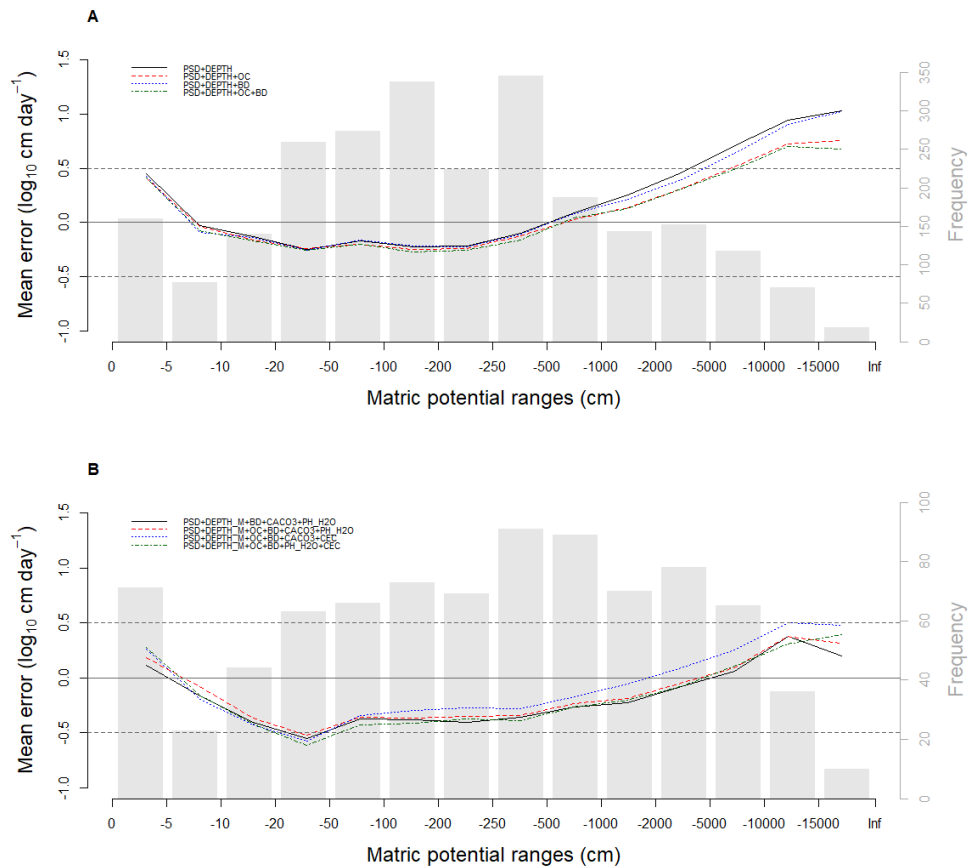 A
Mean error (log10 cm day−1)
1.5
1.0
0.5
0.0
-0.5
-1.0
PSD+DEPTH
PSD+DEPTH+OC
PSD+DEPTH+BD
PSD+DEPTH+OC+BD
350
300
250
200
150
100
50
0
Frequency
0 -5 -10 -20 -50 -100 -200 -250 -500 -1000 -2000 -5000 -10000 -15000 Inf
Matric potential ranges (cm)
B
Mean error (log10 cm day−1)
1.5
1.0
0.5
0.0
-0.5
-1.0
PSD+DEPTH_M+BD+CACO3+PH_H2O
PSD+DEPTH_M+OC+BD+CACO3+PH_H2O
PSD+DEPTH_M+OC+BD+CACO3+CEC
PSD+DEPTH_M+OC+BD+PH_H2O+CEC
100
80
60
40
20
0
Frequency
0 -5 -10 -20 -50 -100 -200 -250 -500 -1000 -2000 -5000 -10000 -15000 Inf
Matric potential ranges (cm)